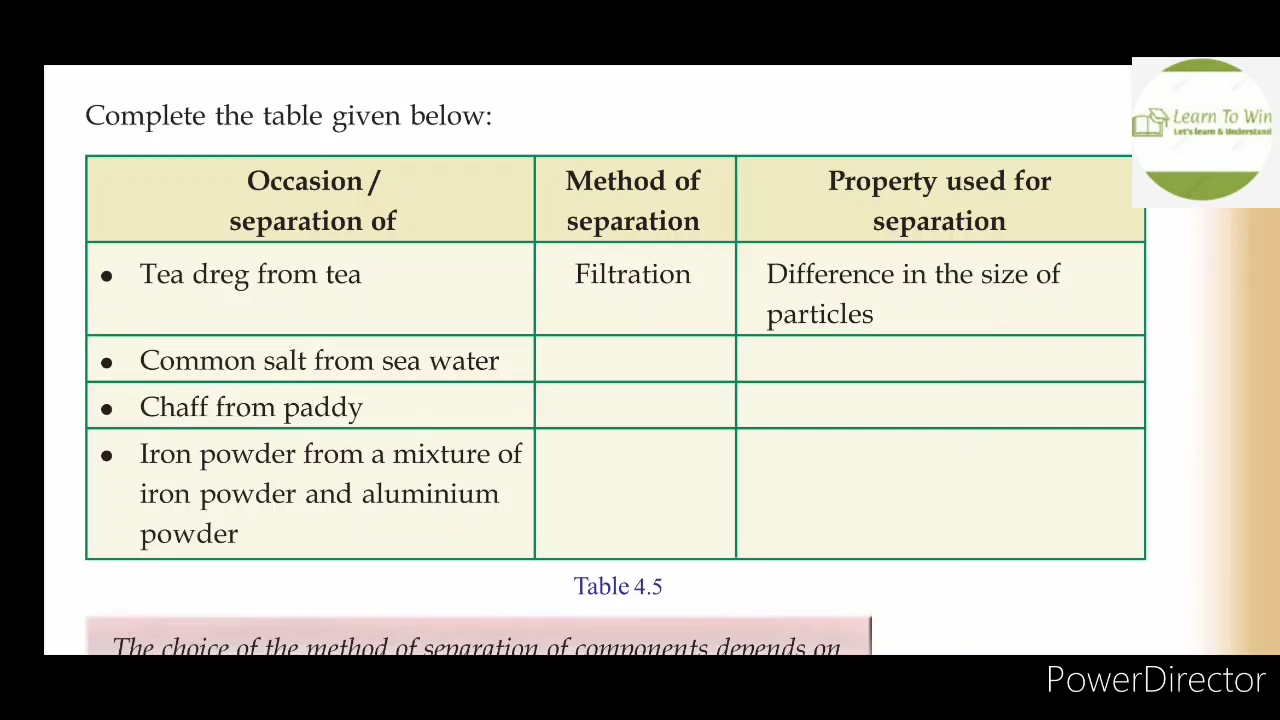 Complete the table given below:
Learn To Win
Let's learn & Understand
Occasion / Method of Property used for
separation of separation separation
• Tea dreg from tea Filtration Difference in the size of
particles
• Common salt from sea water
• Chaff from paddy
• Iron powder from a mixture of
iron powder and aluminium
powder
Table 4.5
The choice of the method of separation of components depends on
PowerDirector